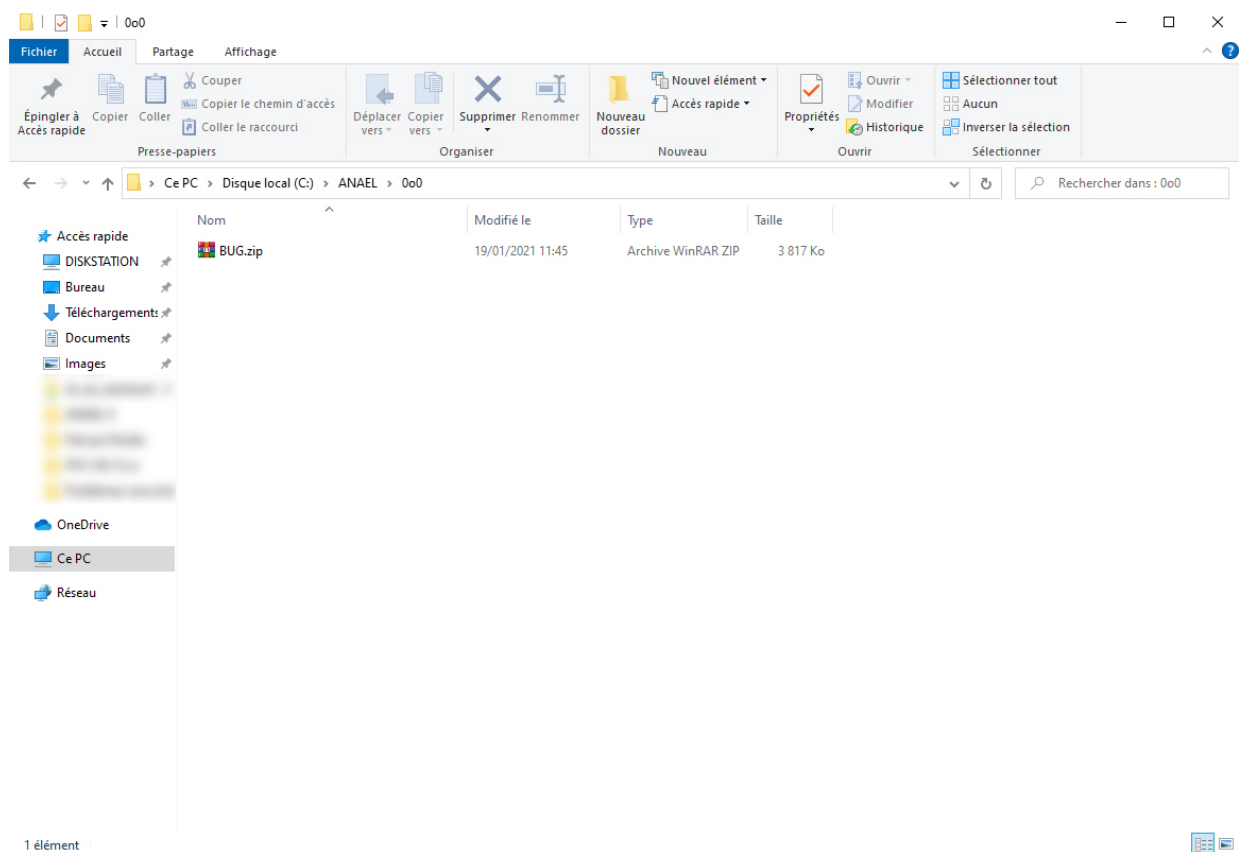 0o0
Fichier Accueil Partage Affichage
Épingler à Accès rapide
Copier
Coller
Couper
Copier le chemin d'accès
Coller le raccourci
Presse-papiers
Déplacer vers
Copier vers
Supprimer
Renommer
Organiser
Nouveau dossier
Nouvel élément
Accès rapide
Nouveau
Propriétés
Ouvrir
Modifier
Historique
Ouvrir
Sélectionner tout
Aucun
Inverser la sélection
Sélectionner
Ce PC > Disque local (C:) > ANAEL > 0o0
Rechercher dans : 0o0
Nom Modifié le Type Taille
BUG.zip 19/01/2021 11:45 Archive WinRAR ZIP 3 817 Ko
Accès rapide
DISKSTATION
Bureau
Téléchargements
Documents
Images
OneDrive
Ce PC
Réseau
1 élément